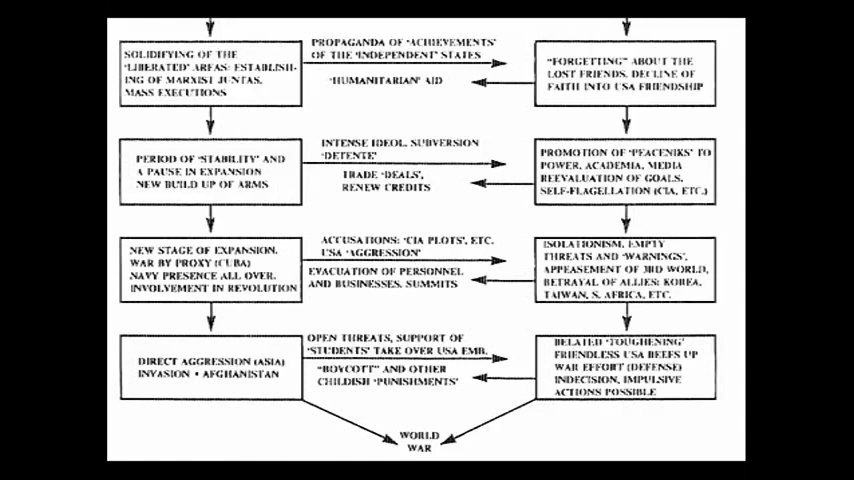 SOLIDIFYING OF THE
'LIBERATED' AREAS: ESTABLISH-
ING OF MARXIST JUNTAS,
MASS EXECUTIONS
PROPAGANDA OF 'ACHIEVEMENTS'
OF THE 'INDEPENDENT' STATES
'HUMANITARIAN' AID
"FORGETTING" ABOUT THE
LOST FRIENDS, DECLINE OF
FAITH INTO USA FRIENDSHIP
PERIOD OF 'STABILITY' AND
A PAUSE IN EXPANSION
NEW BUILD UP OF ARMS
INTENSE IDEOL. SUBVERSION
'DETENTE'
TRADE 'DEALS',
RENEW CREDITS
PROMOTION OF 'PEACENIKS' TO
POWER, ACADEMIA, MEDIA
REEVALUATION OF GOALS,
SELF-FLAGELLATION (CIA, ETC.)
NEW STAGE OF EXPANSION,
WAR BY PROXY (CUBA)
NAVY PRESENCE ALL OVER.
INVOLVEMENT IN REVOLUTION
ACCUSATIONS: 'CIA PLOTS', ETC.
USA 'AGGRESSION'
EVACUATION OF PERSONNEL
AND BUSINESSES, SUMMITS
ISOLATIONISM, EMPTY
THREATS AND 'WARNINGS',
APPEASEMENT OF 3RD WORLD,
BETRAYAL OF ALLIES: KOREA,
TAIWAN, S. AFRICA, ETC.
DIRECT AGGRESSION (ASIA)
INVASION • AFGHANISTAN
OPEN THREATS, SUPPORT OF
'STUDENTS' TAKE OVER USA EMB.
"BOYCOTT" AND OTHER
CHILDISH 'PUNISHMENTS'
BELATED 'TOUGHENING'
FRIENDLESS USA BEEFS UP
WAR EFFORT (DEFENSE)
INDECISION, IMPULSIVE
ACTIONS POSSIBLE
WORLD
WAR